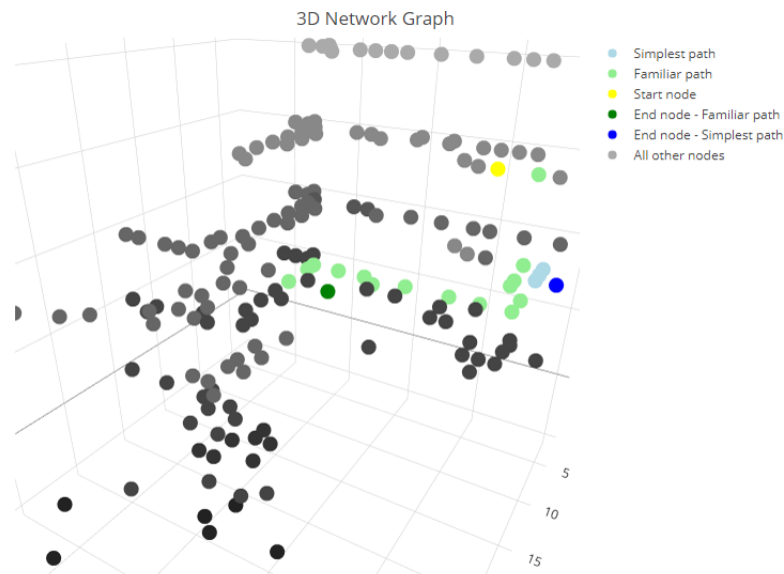 3D Network Graph
Simplest path
Familiar path
Start node
End node - Familiar path
End node - Simplest path
All other nodes
5
10
15